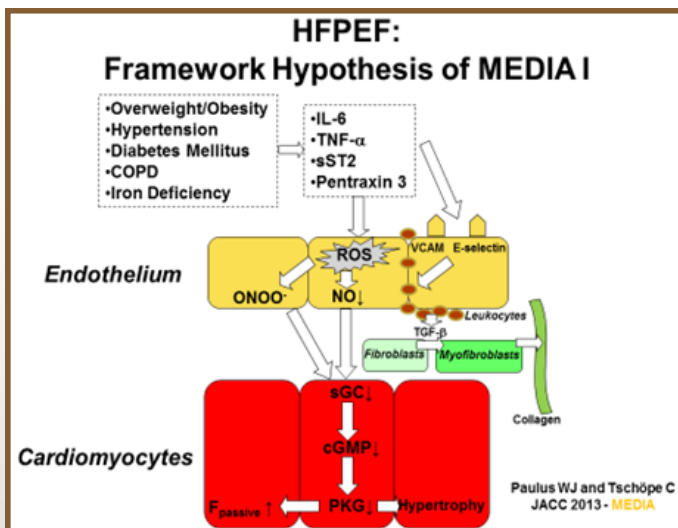 HFPEF:
Framework Hypothesis of MEDIA I
•Overweight/Obesity
•Hypertension
•Diabetes Mellitus
•COPD
•Iron Deficiency
•IL-6
•TNF-α
•sST2
•Pentraxin 3
Endothelium
ROS
VCAM
E-selectin
ONOO-
NO↓
Leukocytes
TGF-β
Fibroblasts
Myofibroblasts
Collagen
Cardiomyocytes
sGC↓
cGMP↓
Fpassive ↑
PKG↓
Hypertrophy
Paulus WJ and Tschöpe C
JACC 2013 - MEDIA